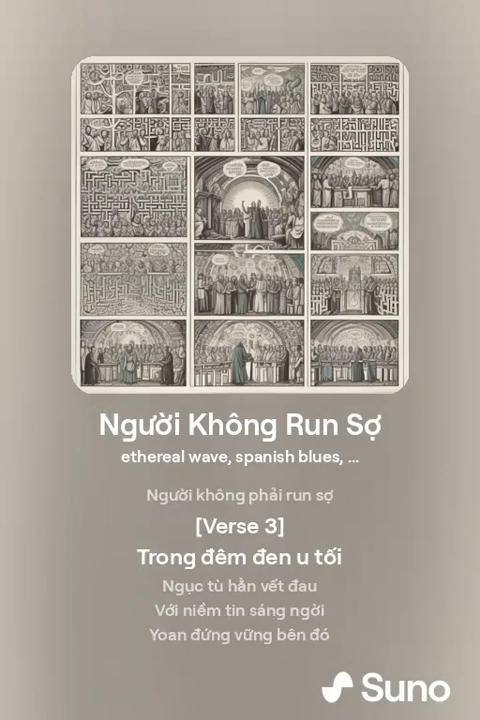 Người Không Run Sợ
ethereal wave, spanish blues, ...
Người không phải run sợ
[Verse 3]
Trong đêm đen u tối
Ngục tù hằn vết đau
Với niềm tin sáng ngời
Yoan đứng vững bên đó
Suno